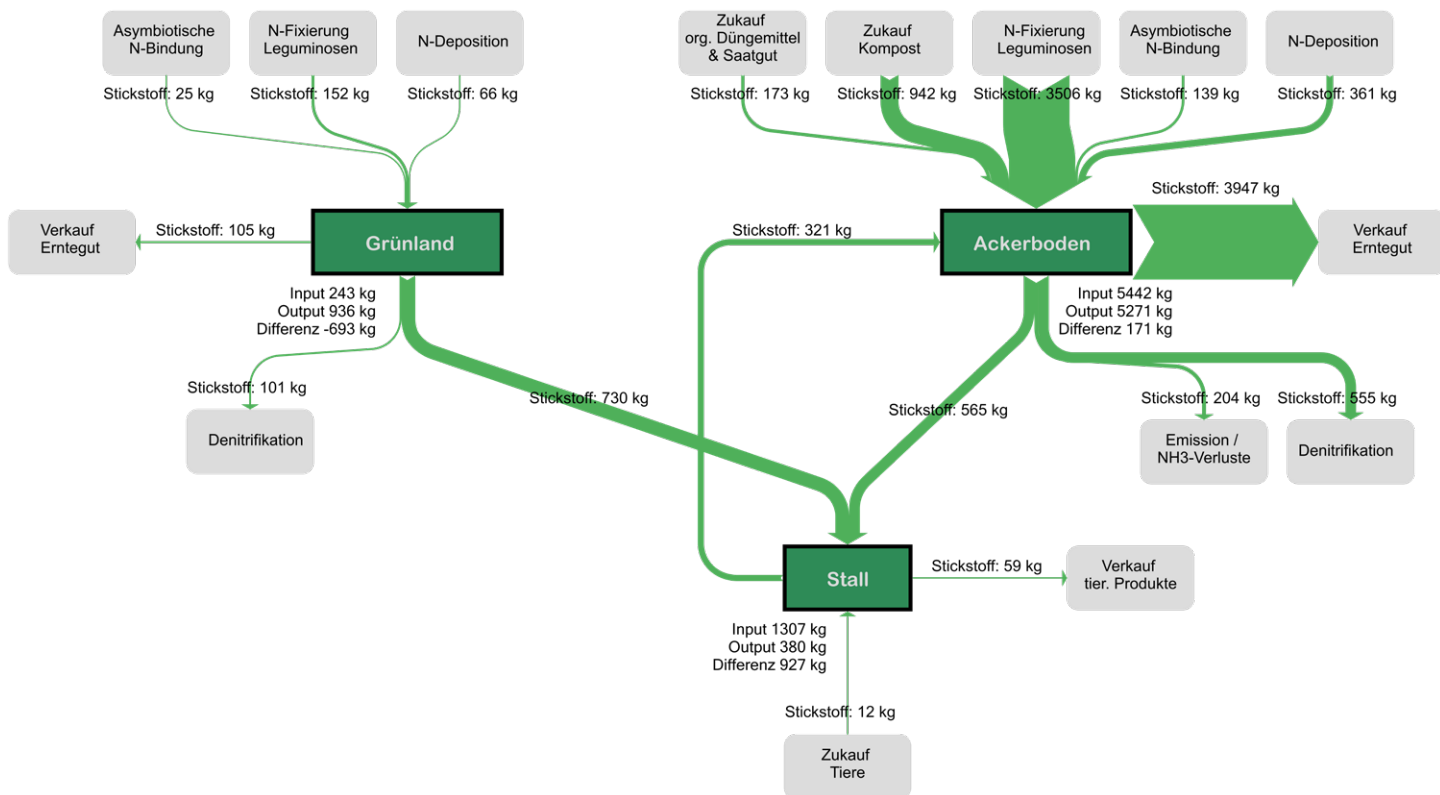 Asymbiotische
N-Bindung
N-Fixierung
Leguminosen
N-Deposition
Zukauf
org. Düngemittel
& Saatgut
Zukauf
Kompost
N-Fixierung
Leguminosen
Asymbiotische
N-Bindung
N-Deposition
Stickstoff: 25 kg
Stickstoff: 152 kg
Stickstoff: 66 kg
Stickstoff: 173 kg
Stickstoff: 942 kg
Stickstoff: 3506 kg
Stickstoff: 139 kg
Stickstoff: 361 kg
Verkauf
Erntegut
Stickstoff: 105 kg
Grünland
Stickstoff: 321 kg
Ackerboden
Stickstoff: 3947 kg
Verkauf
Erntegut
Input 243 kg
Output 936 kg
Differenz -693 kg
Input 5442 kg
Output 5271 kg
Differenz 171 kg
Stickstoff: 101 kg
Denitrifikation
Stickstoff: 730 kg
Stickstoff: 565 kg
Stickstoff: 204 kg
Stickstoff: 555 kg
Emission /
NH3-Verluste
Denitrifikation
Stall
Stickstoff: 59 kg
Verkauf
tier. Produkte
Input 1307 kg
Output 380 kg
Differenz 927 kg
Stickstoff: 12 kg
Zukauf
Tiere